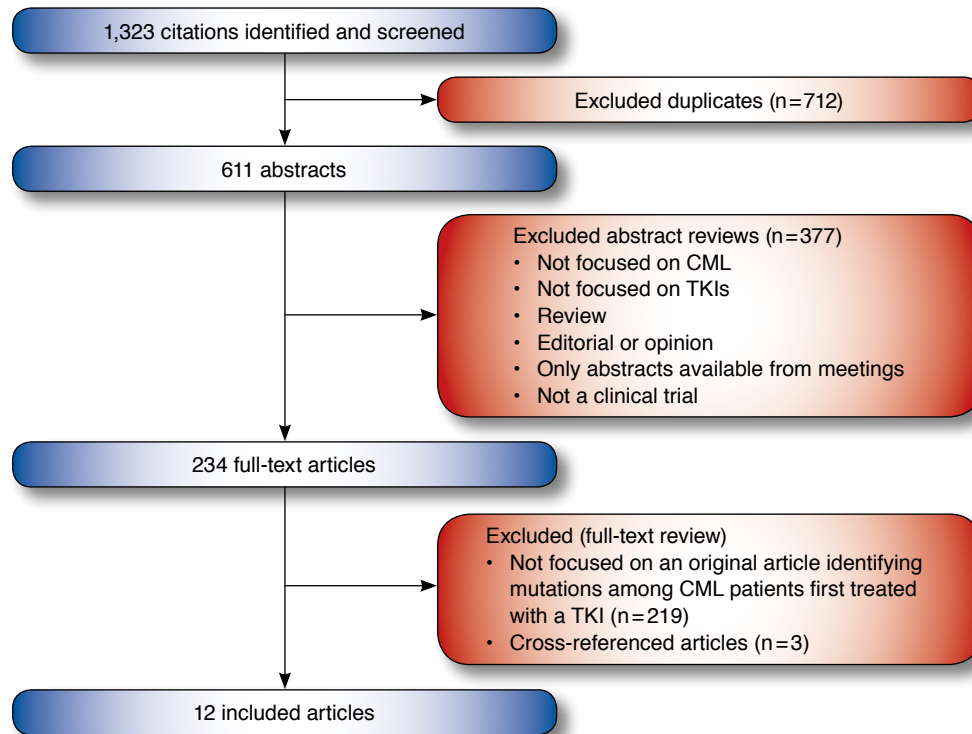 1,323 citations identified and screened
Excluded duplicates (n=712)
611 abstracts
Excluded abstract reviews (n=377)
• Not focused on CML
• Not focused on TKIs
• Review
• Editorial or opinion
• Only abstracts available from meetings
• Not a clinical trial
234 full-text articles
Excluded (full-text review)
• Not focused on an original article identifying
mutations among CML patients first treated
with a TKI (n=219)
• Cross-referenced articles (n=3)
12 included articles